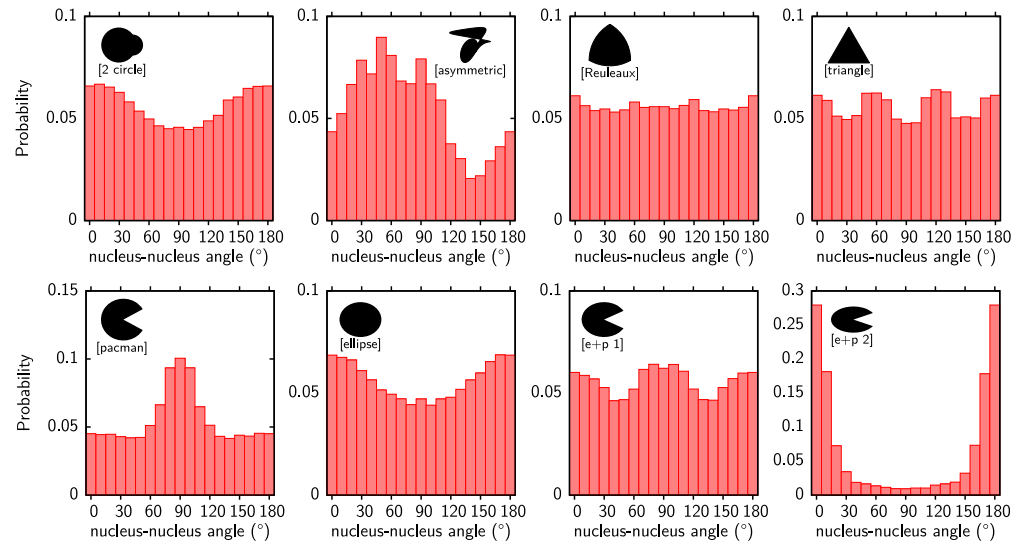 0.1
0.05
0
Probability
[2 circle]
0 30 60 90 120 150 180
nucleus-nucleus angle (°)
0.1
0.05
0
[asymmetric]
0 30 60 90 120 150 180
nucleus-nucleus angle (°)
0.1
0.05
0
[Reuleaux]
0 30 60 90 120 150 180
nucleus-nucleus angle (°)
0.1
0.05
0
[triangle]
0 30 60 90 120 150 180
nucleus-nucleus angle (°)
0.15
0.1
0.05
0
Probability
[pacman]
0 30 60 90 120 150 180
nucleus-nucleus angle (°)
0.1
0.05
0
[ellipse]
0 30 60 90 120 150 180
nucleus-nucleus angle (°)
0.1
0.05
0
[e+p 1]
0 30 60 90 120 150 180
nucleus-nucleus angle (°)
0.3
0.25
0.2
0.15
0.1
0.05
0
[e+p 2]
0 30 60 90 120 150 180
nucleus-nucleus angle (°)